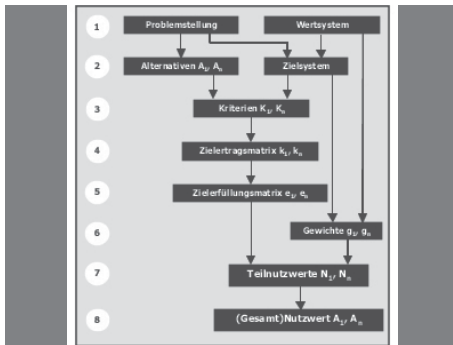 1 Problemstellung Wertsystem
2 Alternativen A₁, Aₙ Zielsystem
3 Kriterien K₁, Kₙ
4 Zielertragsmatrix k₁, kₙ
5 Zielerfüllungsmatrix e₁, eₙ
6 Gewichte g₁, gₙ
7 Teilnutzwerte N₁, Nₙ
8 (Gesamt)Nutzwert A₁, Aₙ